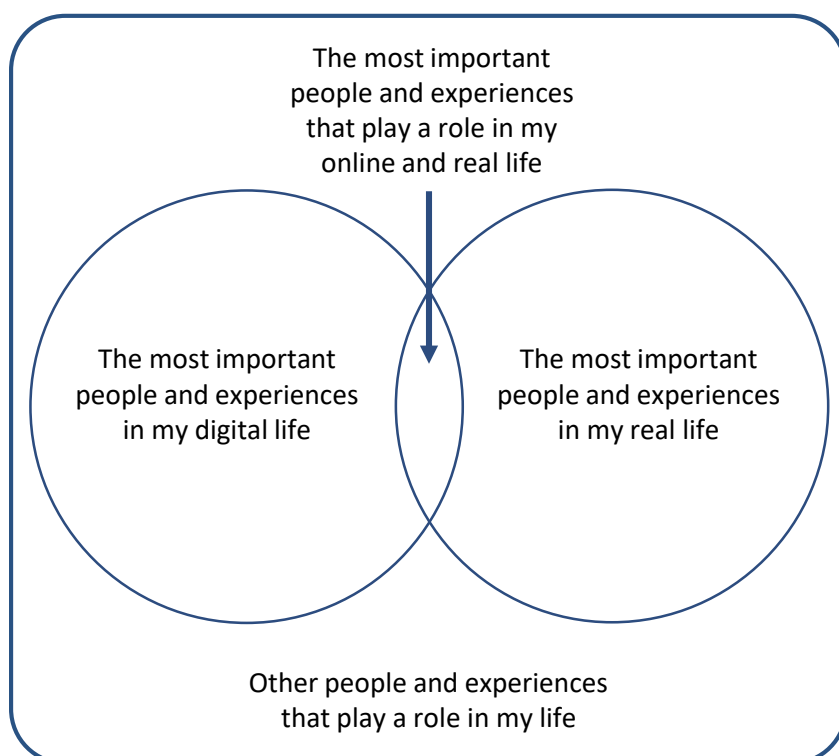 The most important
people and experiences
that play a role in my
online and real life
The most important
people and experiences
in my digital life
The most important
people and experiences
in my real life
Other people and experiences
that play a role in my life